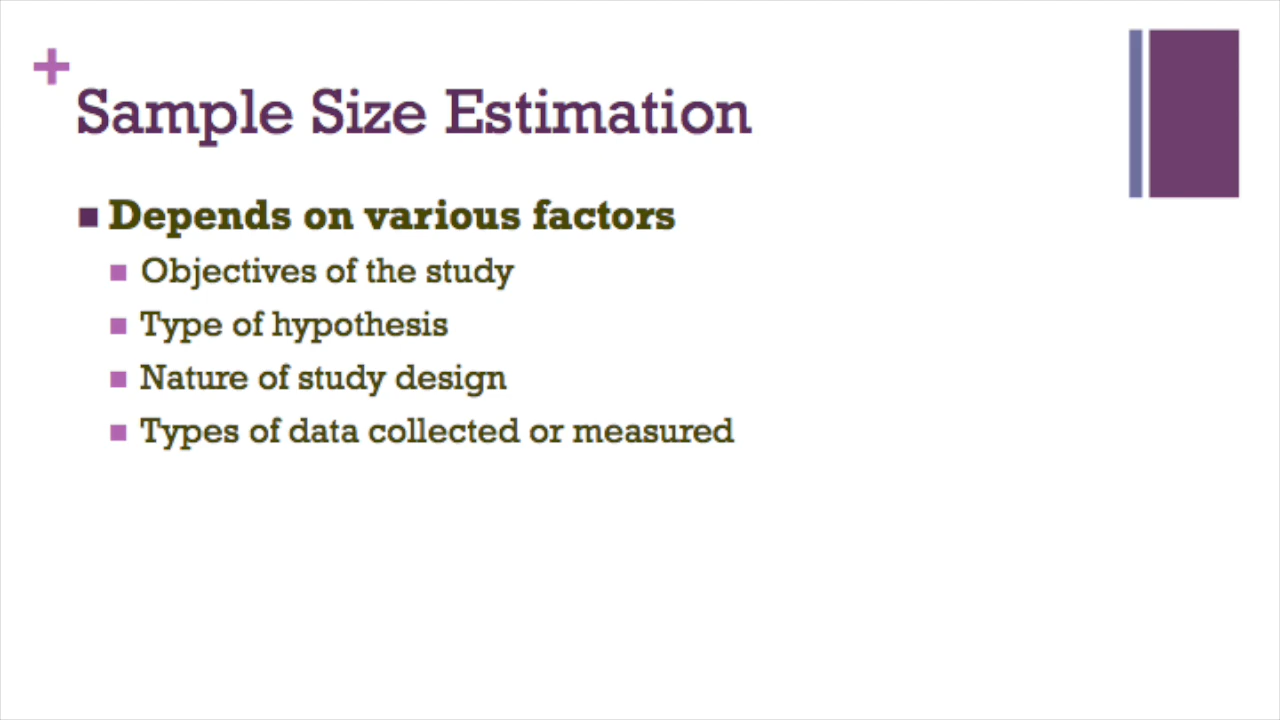 Sample Size Estimation
Depends on various factors
Objectives of the study
Type of hypothesis
Nature of study design
Types of data collected or measured